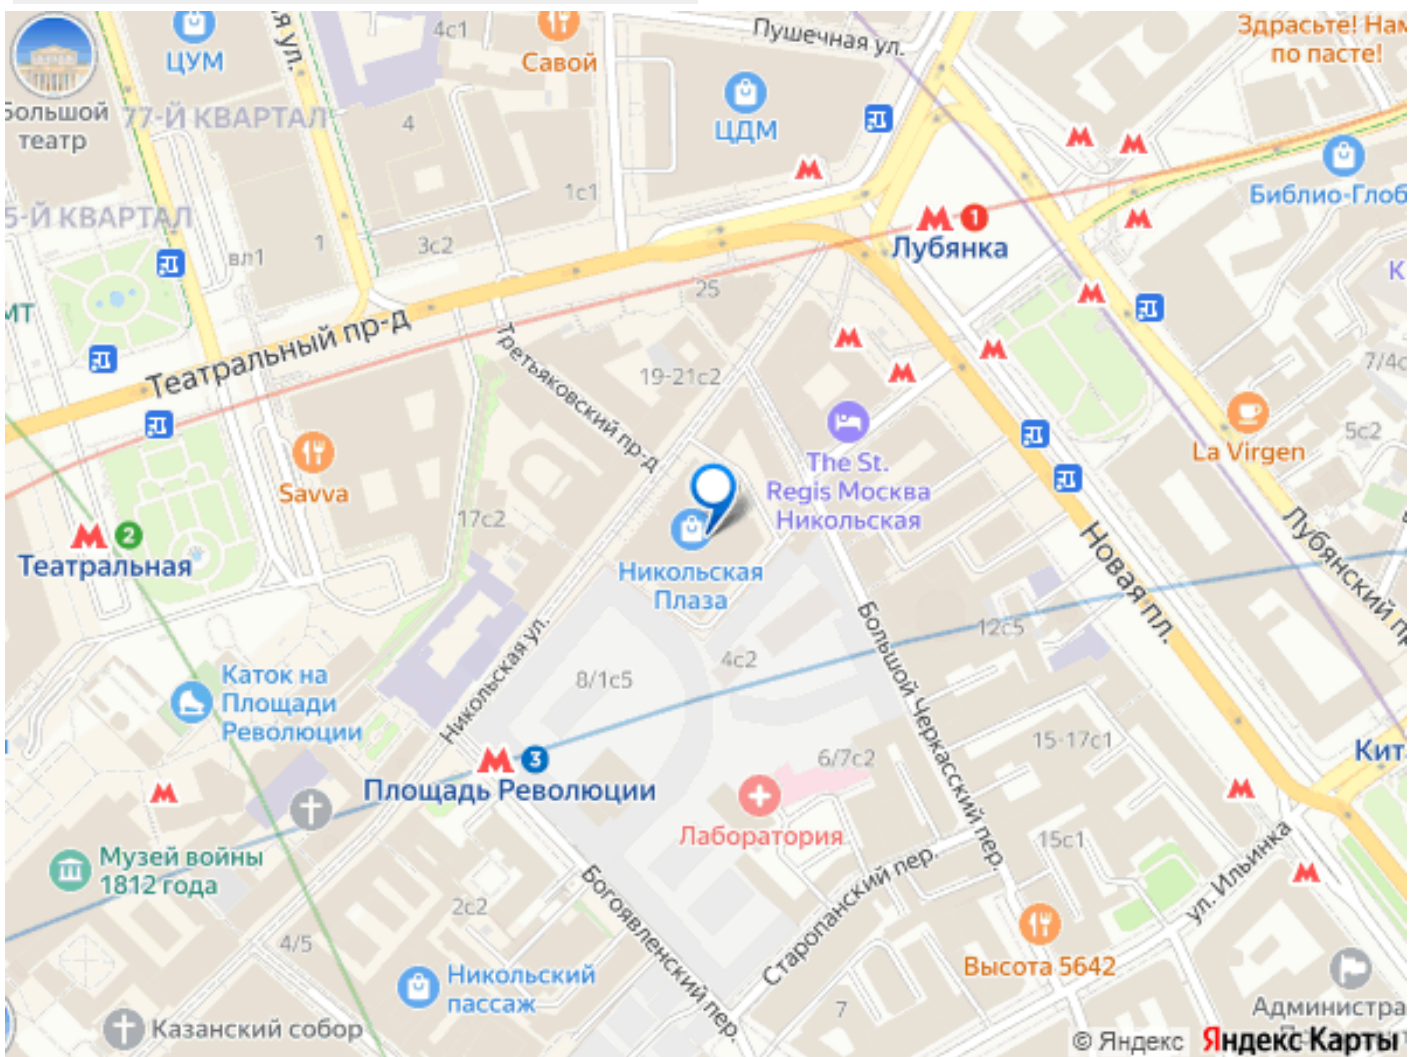 Здрасьте! Нам
по пасте!
4с1
Пушечная ул.
ЦУМ
Савой
я ул.
Большой
театр
77-Й КВАРТАЛ
4
ЦДМ
1с1
Библио-Глоб
5-Й КВАРТАЛ
Лубянка
1
1
3с2
вл1
25
МТ
К
Театральный пр-д
Третьяковский пр-д
19-21с2
7/4с
5с2
La Virgen
The St.
Regis Москва
Никольская
Savva
17с2
2
Театральная
Никольская
Плаза
Новая пл.
Лубянский пр
12с5
Большой Черкасский пер.
Никольская ул.
4с2
8/1с5
Каток на
Площади
Революции
15-17с1
Кит
3
6/7с2
Площадь Революции
Лаборатория
15с1
ул. Ильинка
Музей войны
1812 года
Богоявленский пер.
Старопанский пер.
2с2
4/5
Высота 5642
Никольский
пассаж
7
Администра
Казанский собор
© Яндекс Яндекс Карты